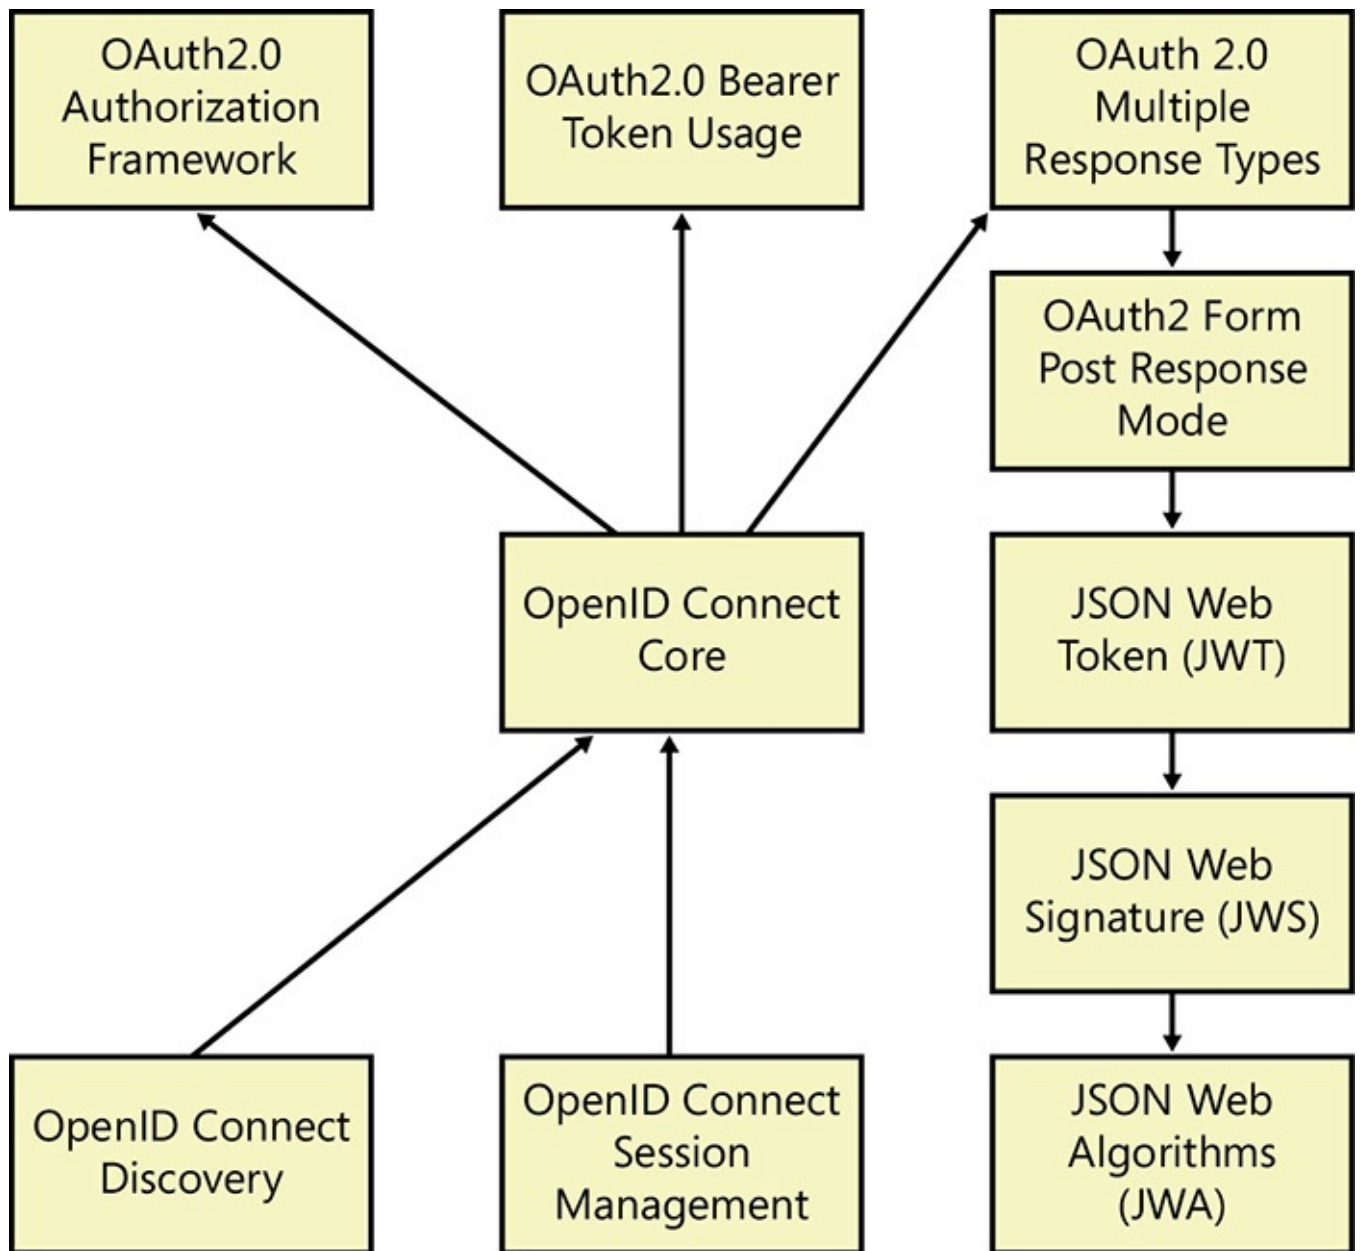 OAuth2.0
Authorization
Framework
OAuth2.0 Bearer
Token Usage
OAuth 2.0
Multiple
Response Types
OAuth2 Form
Post Response
Mode
OpenID Connect
Core
JSON Web
Token (JWT)
JSON Web
Signature (JWS)
OpenID Connect
Discovery
OpenID Connect
Session
Management
JSON Web
Algorithms
(JWA)